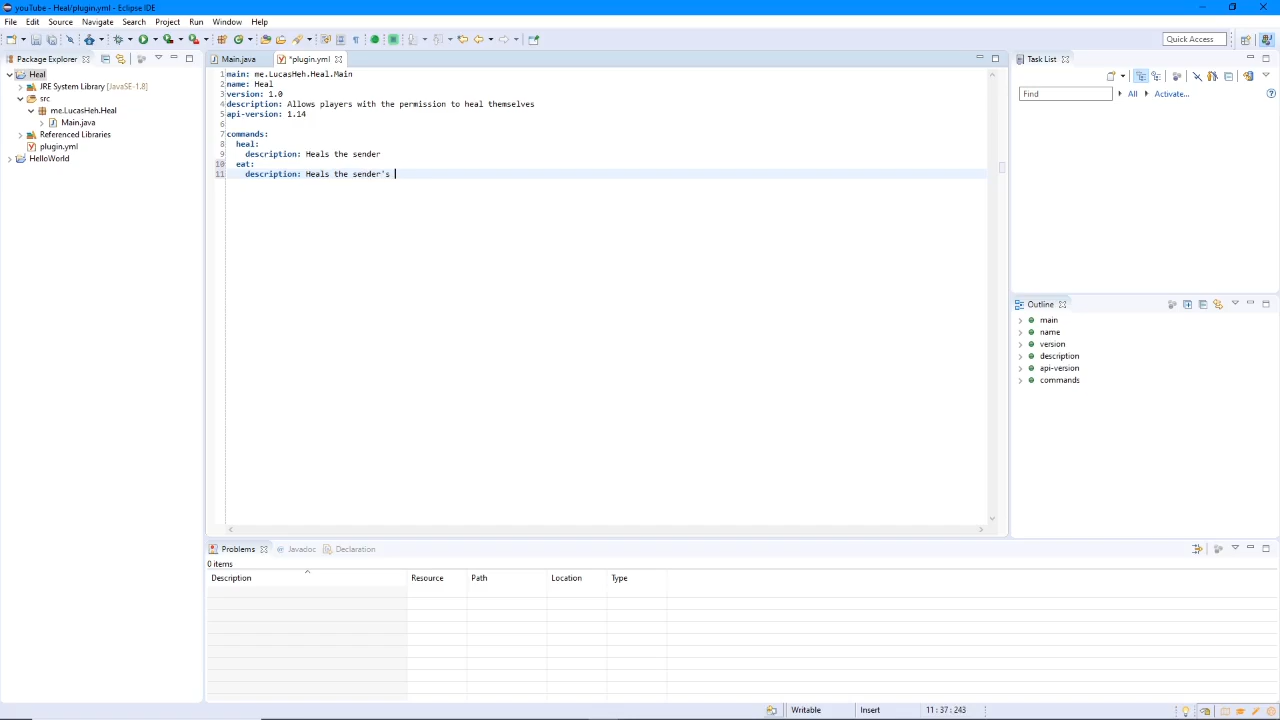 youTube - Heal/plugin.yml - Eclipse IDE
File Edit Source Navigate Search Project Run Window Help
Quick Access
Package Explorer
Main.java
*plugin.yml
Task List
Heal
JRE System Library [JavaSE-1.8]
src
me.LucasHeh.Heal
Main.java
Referenced Libraries
plugin.yml
HelloWorld
1 main: me.LucasHeh.Heal.Main
2 name: Heal
3 version: 1.0
4 description: Allows players with the permission to heal themselves
5 api-version: 1.14
6
7 commands:
8 heal:
9 description: Heals the sender
10 eat:
11 description: Heals the sender's
Find
All
Activate...
Outline
main
name
version
description
api-version
commands
Problems
@ Javadoc
Declaration
0 items
Description Resource Path Location Type
Writable Insert 11 : 37 : 243